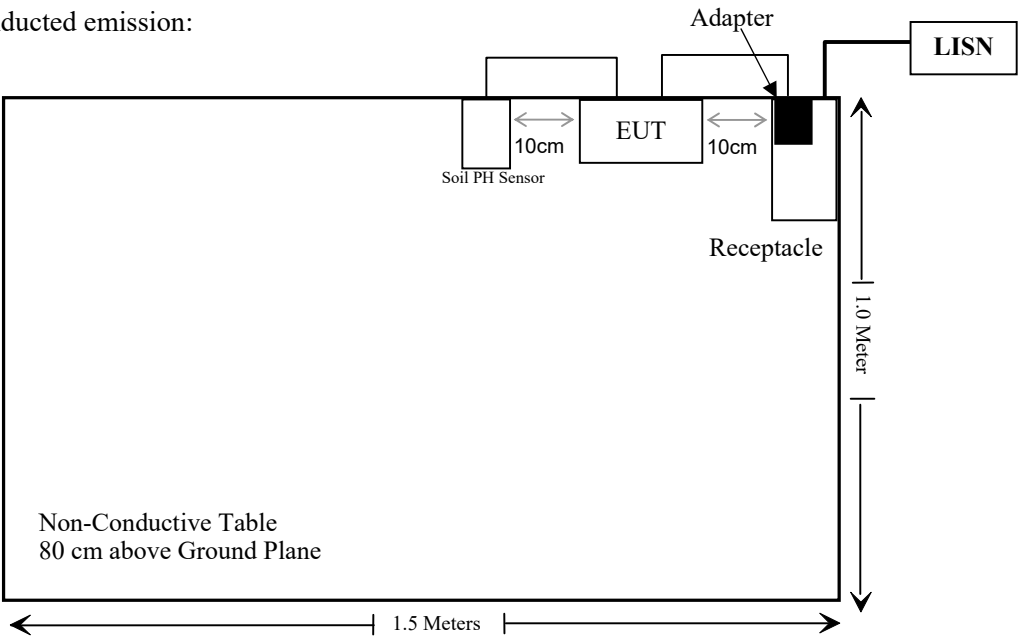 emission:
Adapter
LISN
EUT
10cm
10cm
Soil PH Sensor
Receptacle
1.0 Meter
Non-Conductive Table
80 cm above Ground Plane
1.5 Meters